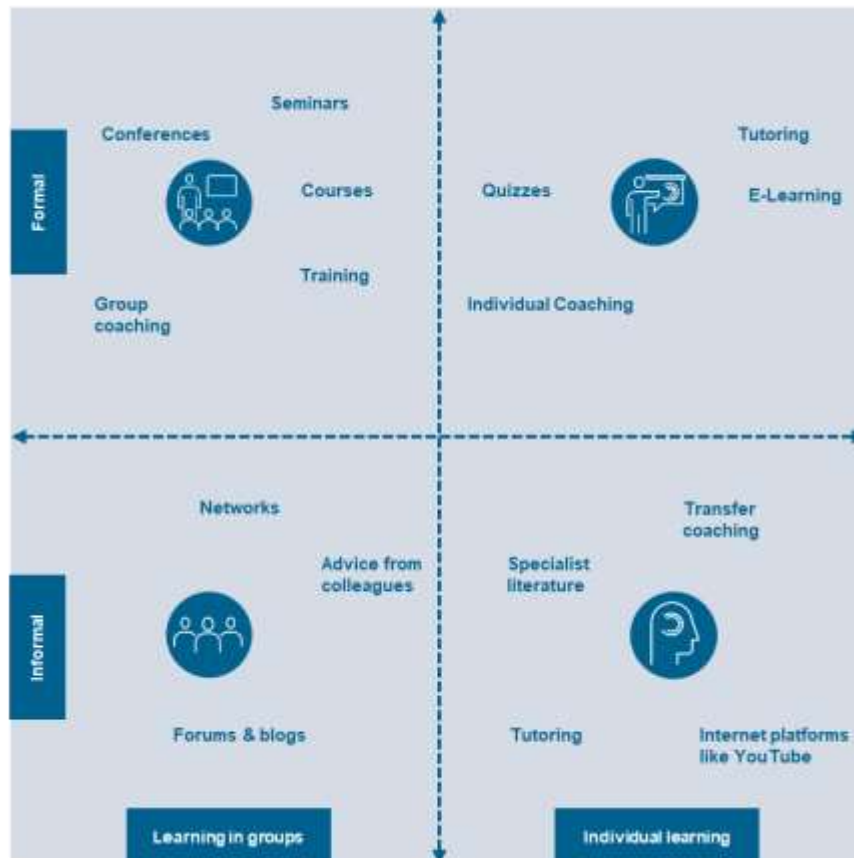 Seminars
Conferences
Courses
Training
Group
coaching
Formal
Tutoring
Quizzes
E-Learning
Individual Coaching
Networks
Advice from
colleagues
Forums & blogs
Informal
Transfer
coaching
Specialist
literature
Tutoring
Internet platforms
like YouTube
Learning in groups
Individual learning